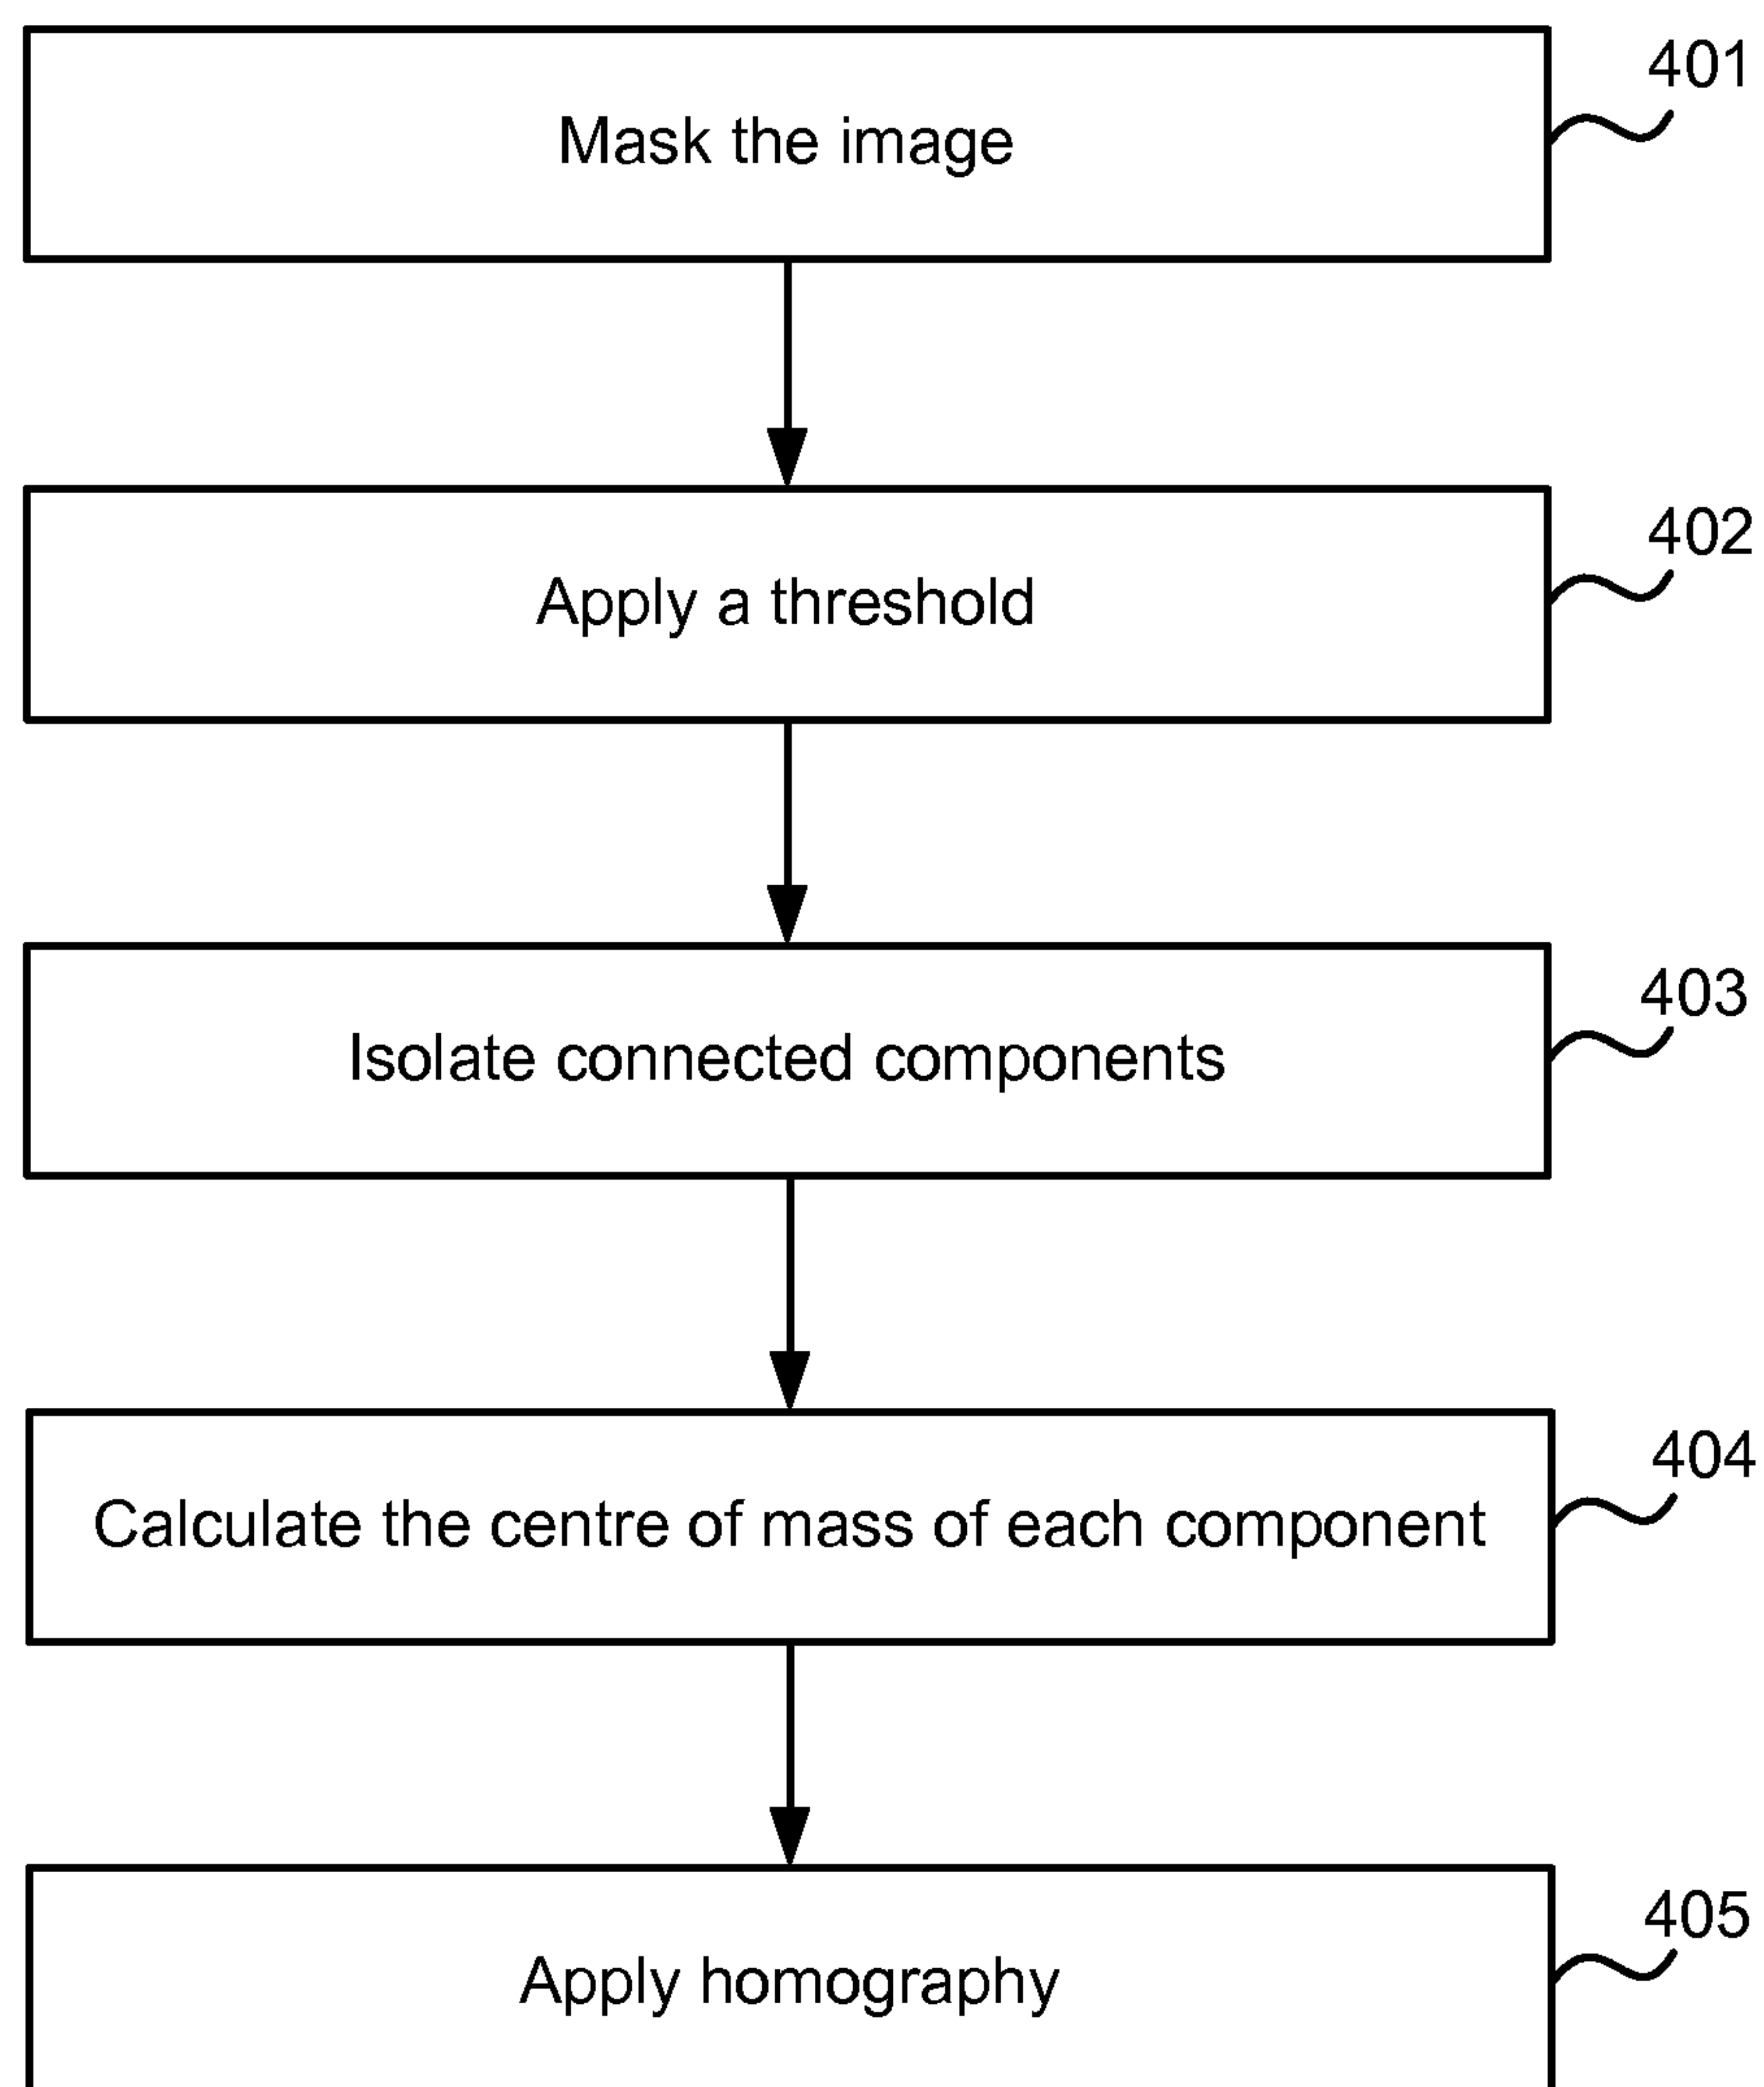 401
Mask the image
402
Apply a threshold
403
Isolate connected components
404
Calculate the centre of mass of each component
405
Apply homography